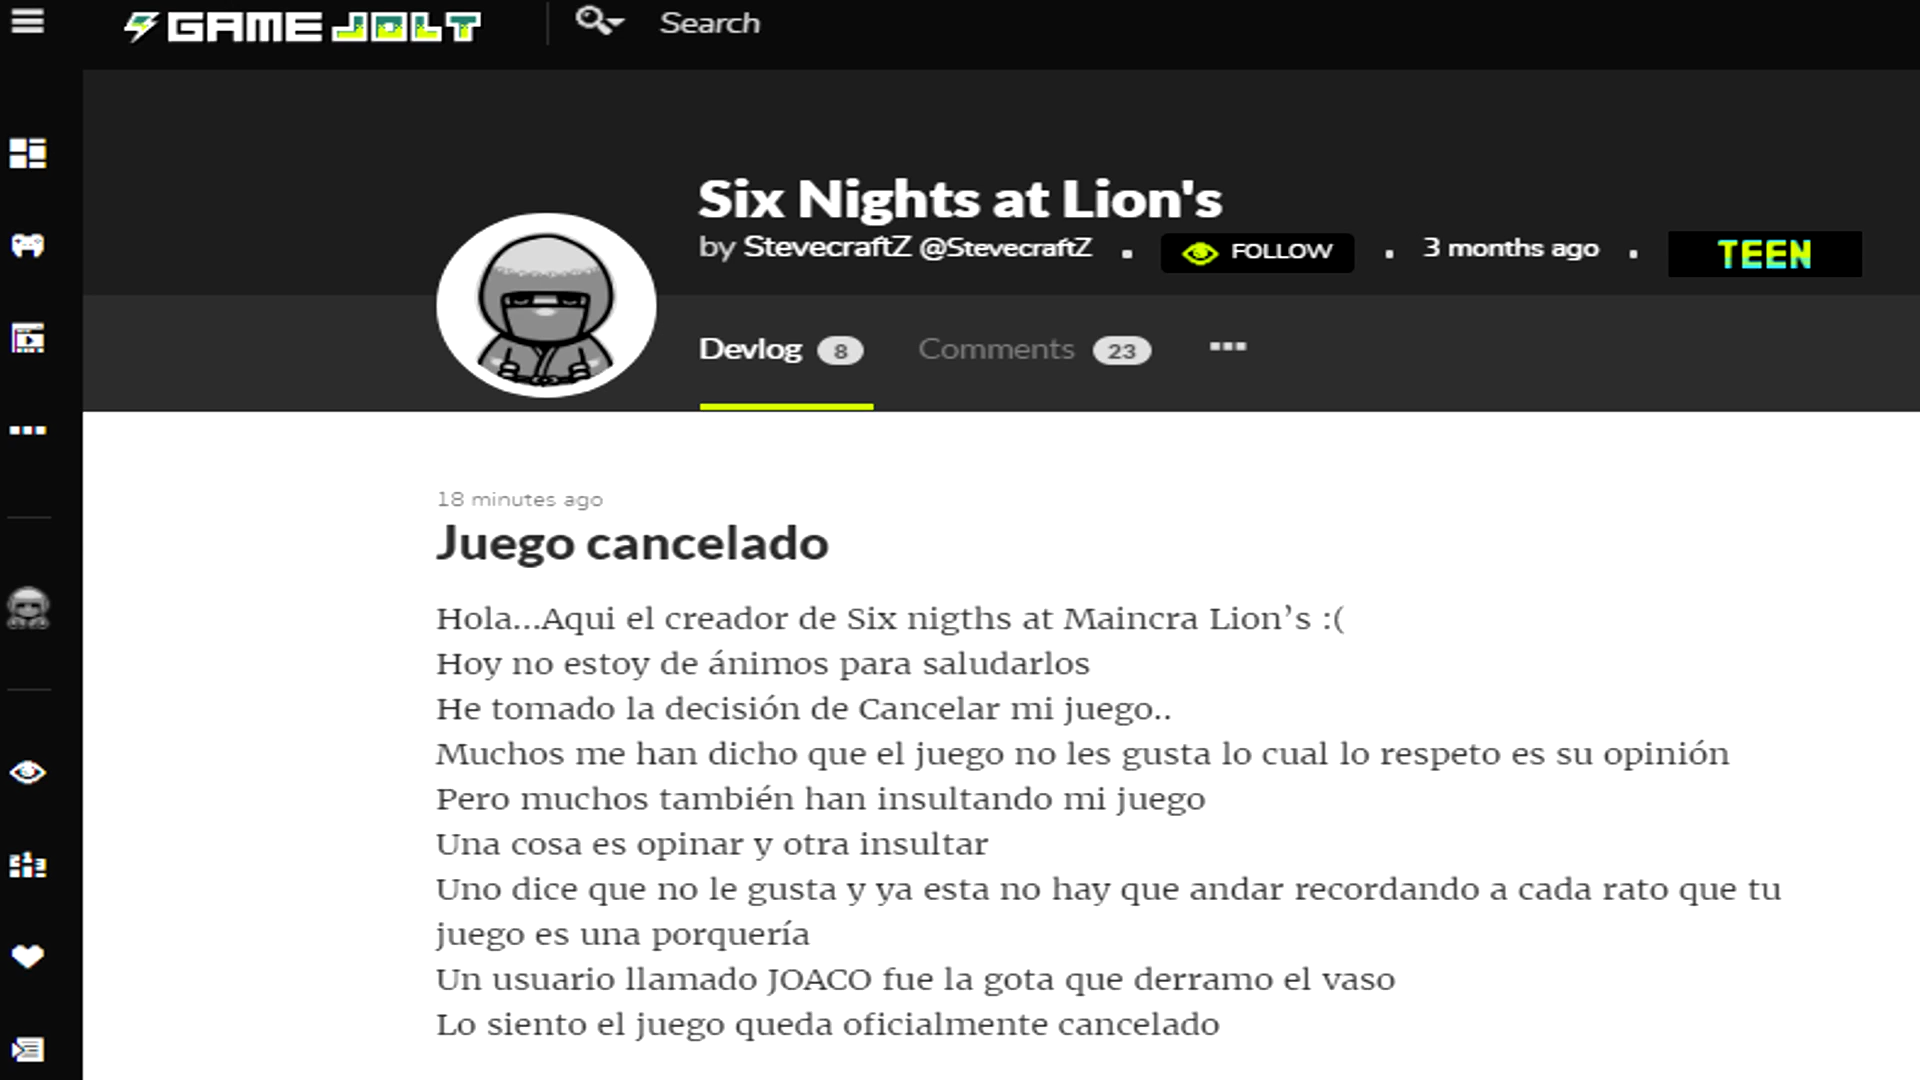 GAME JOLT
Search
Six Nights at Lion's
by StevecraftZ @StevecraftZ . FOLLOW . 3 months ago . TEEN
Devlog 8 Comments 23
18 minutes ago
Juego cancelado
Hola...Aqui el creador de Six nigths at Maincra Lion’s :(
Hoy no estoy de ánimos para saludarlos
He tomado la decisión de Cancelar mi juego..
Muchos me han dicho que el juego no les gusta lo cual lo respeto es su opinión
Pero muchos también han insultando mi juego
Una cosa es opinar y otra insultar
Uno dice que no le gusta y ya esta no hay que andar recordando a cada rato que tu
juego es una porquería
Un usuario llamado JOACO fue la gota que derramo el vaso
Lo siento el juego queda oficialmente cancelado